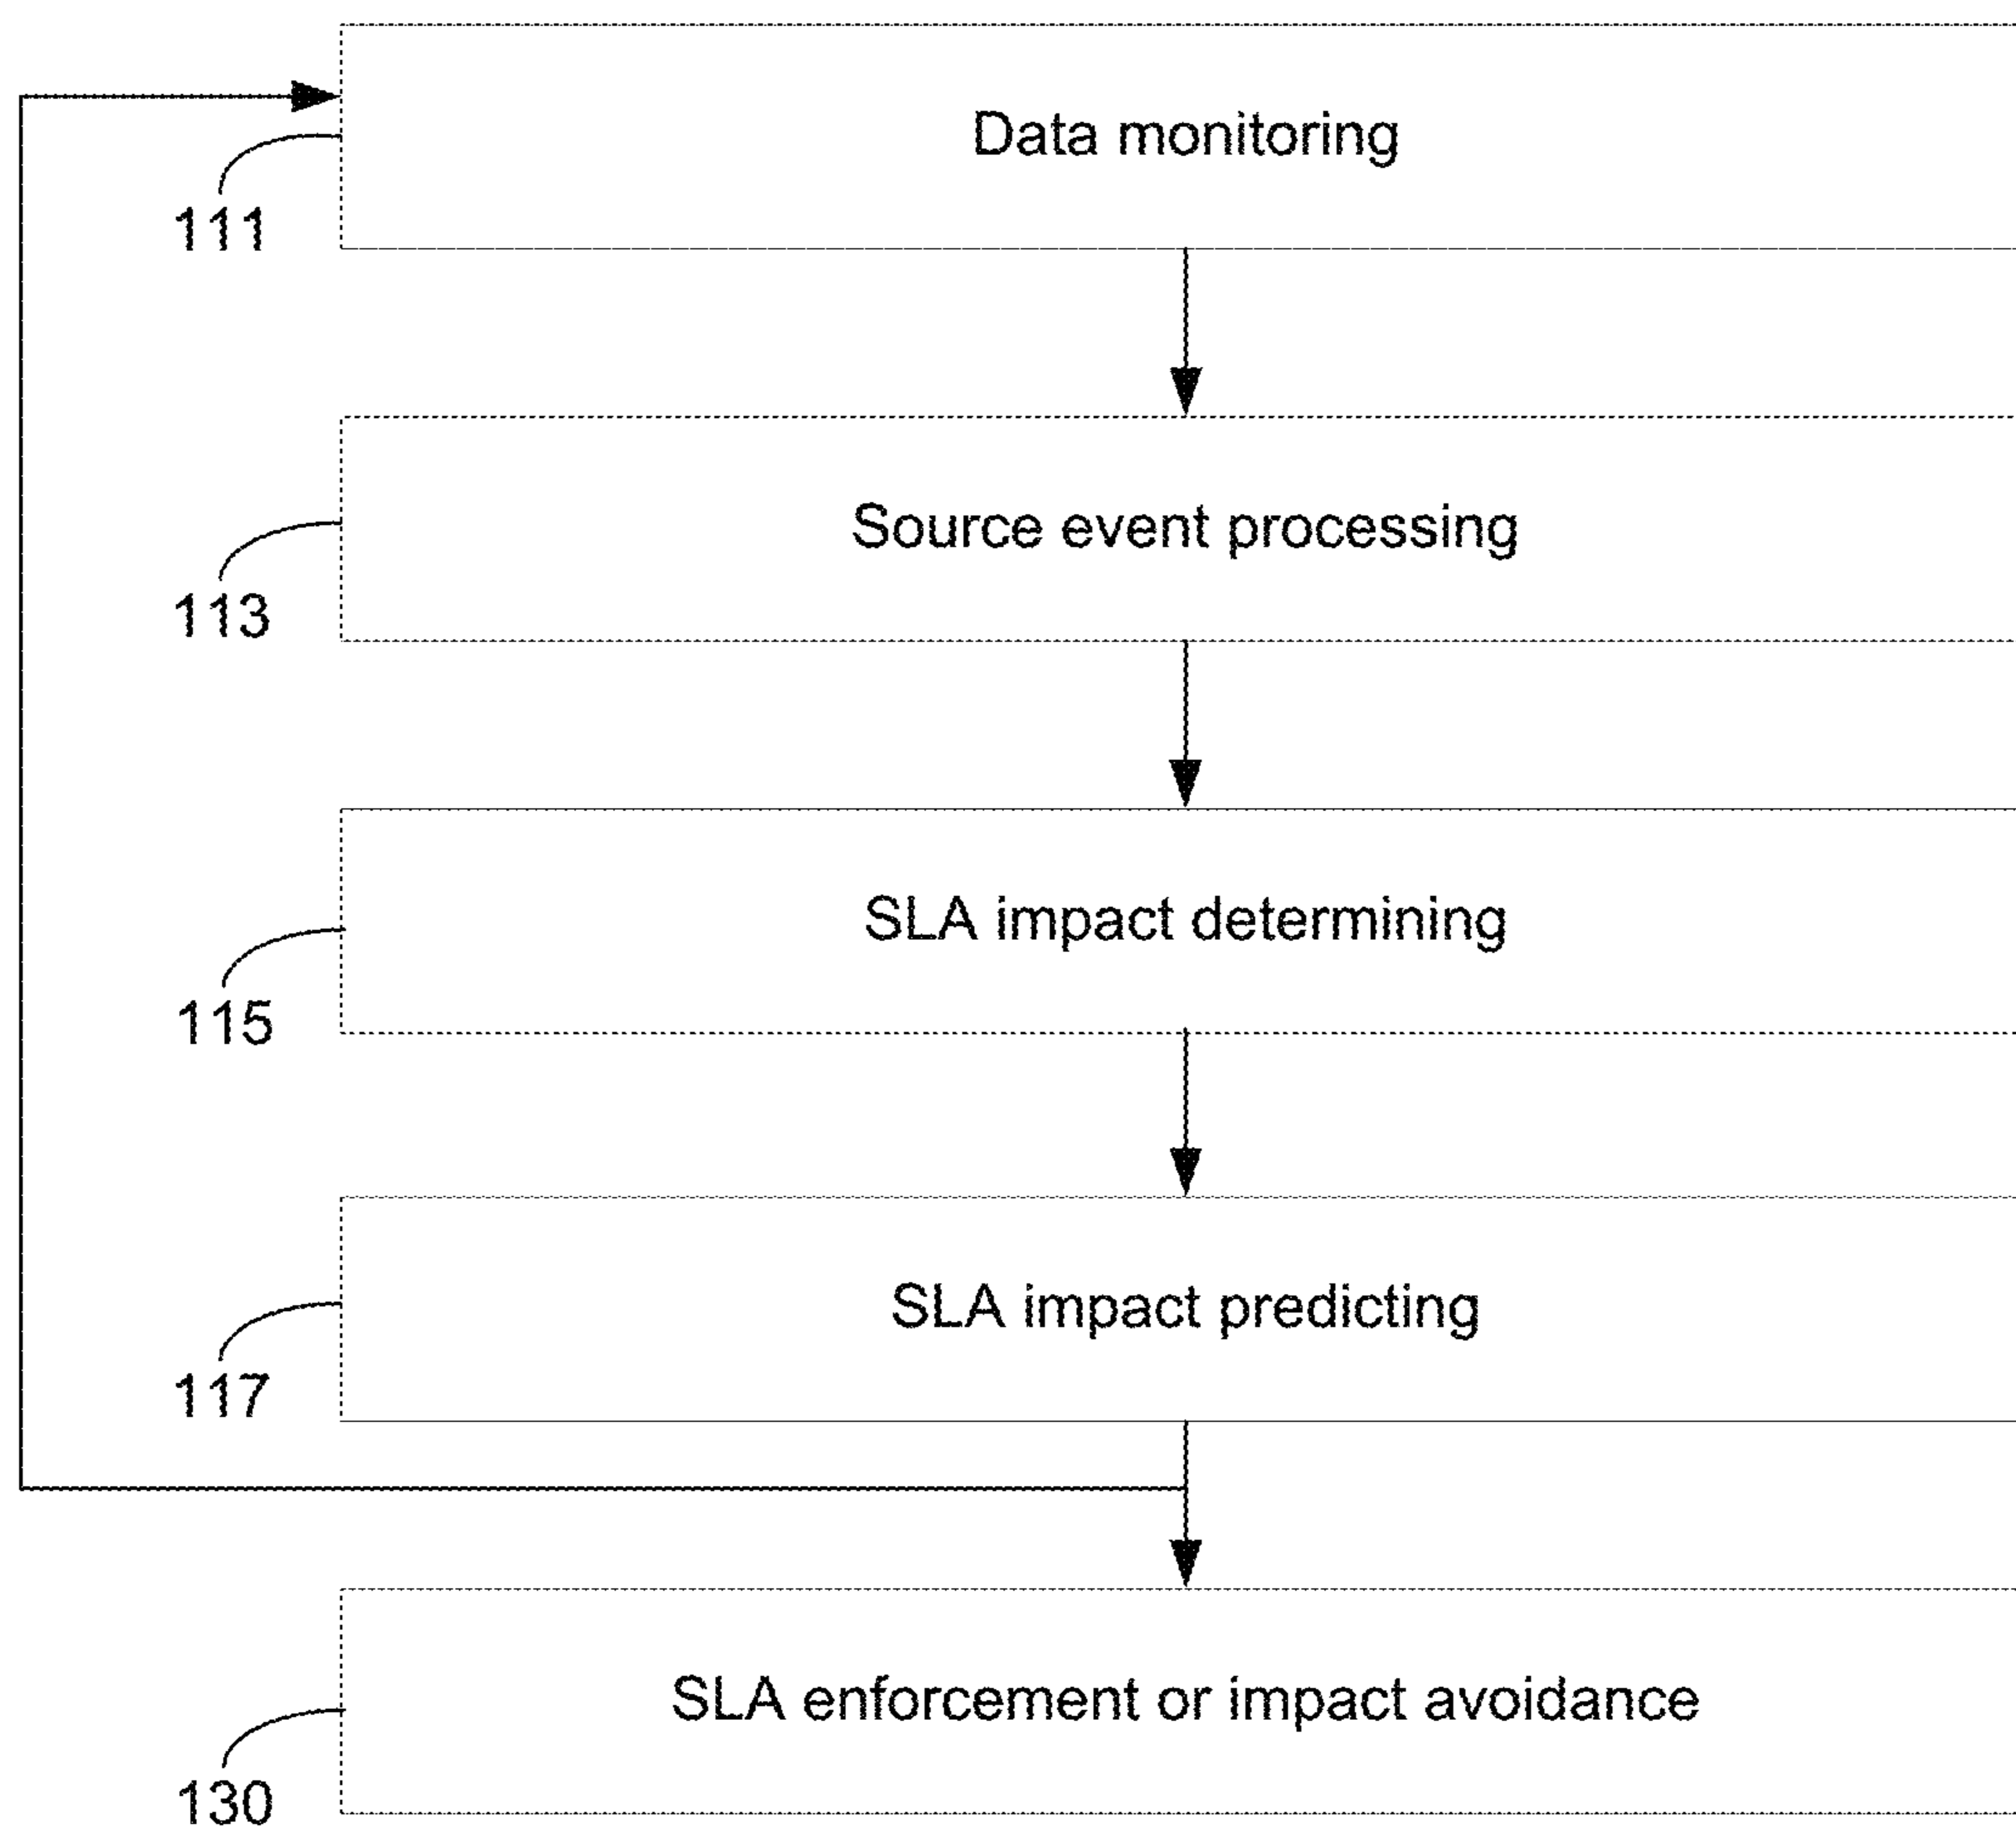 Data monitoring
111
Source event processing
113
SLA impact determining
115
SLA impact predicting
117
SLA enforcement or impact avoidance
130